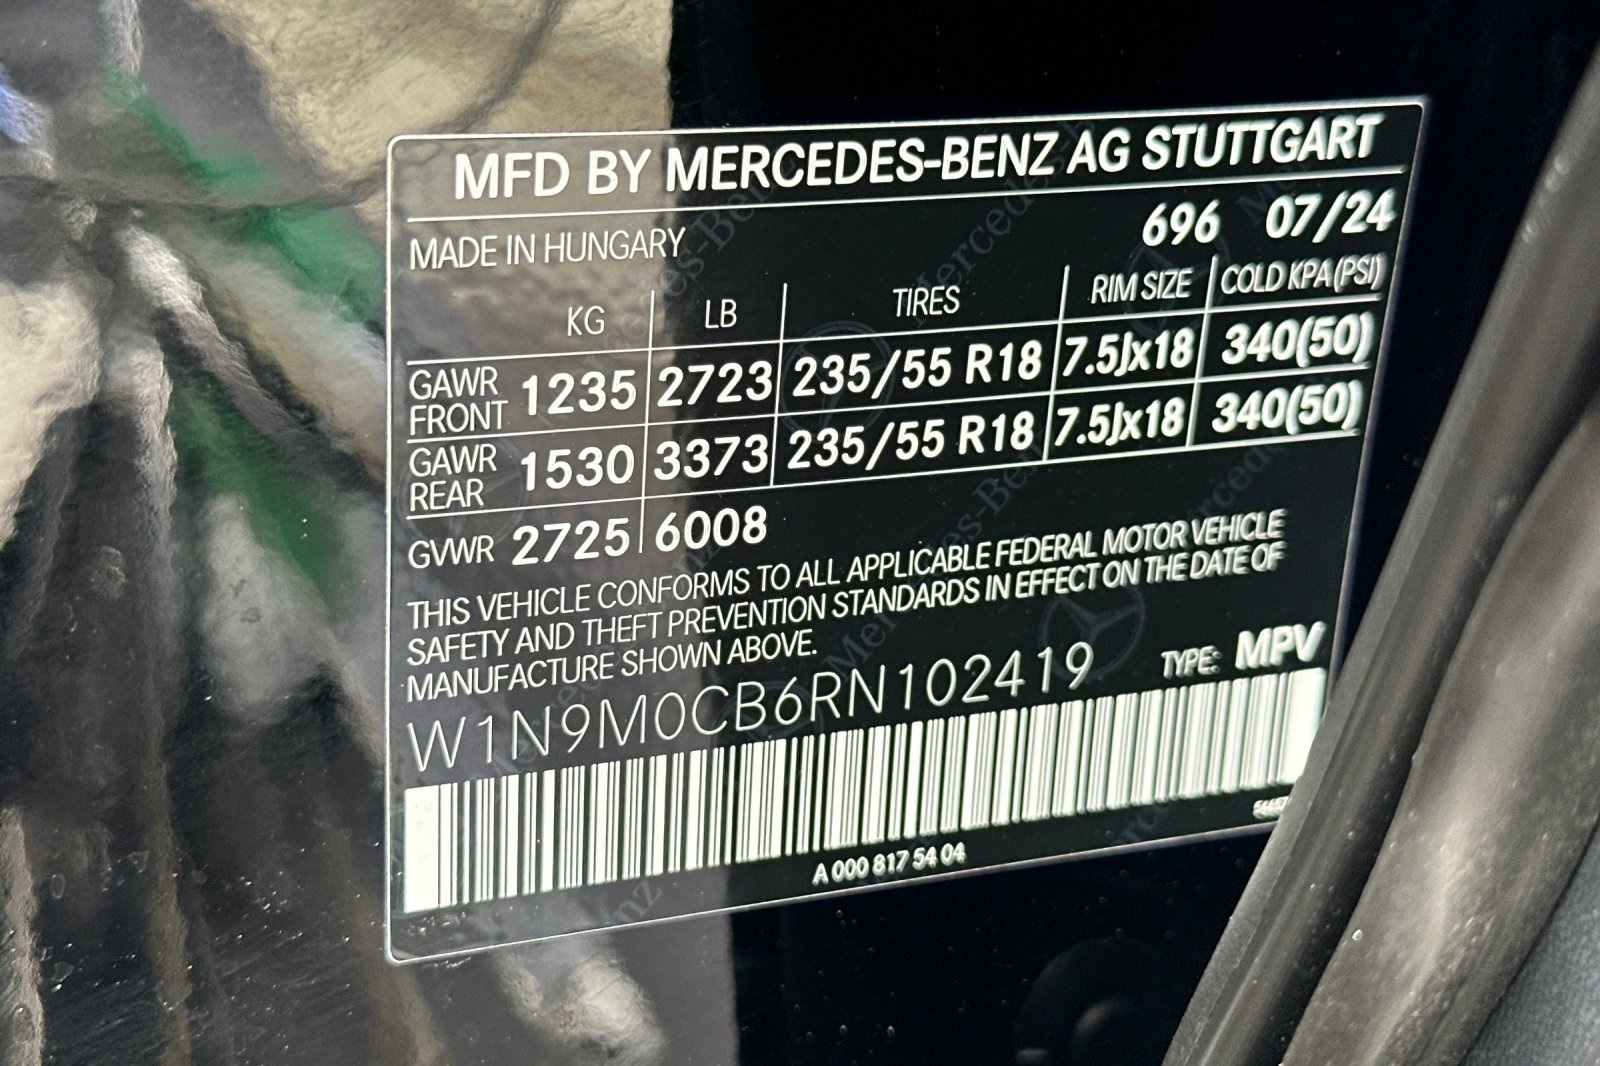 MFD BY MERCEDES-BENZ AG STUTTGART
MADE IN HUNGARY 696 07/24
KG LB TIRES RIM SIZE COLD KPA(PSI)
GAWR FRONT 1235 2723 235/55 R18 7.5Jx18 340(50)
GAWR REAR 1530 3373 235/55 R18 7.5Jx18 340(50)
GVWR 2725 6008
THIS VEHICLE CONFORMS TO ALL APPLICABLE FEDERAL MOTOR VEHICLE
SAFETY AND THEFT PREVENTION STANDARDS IN EFFECT ON THE DATE OF
MANUFACTURE SHOWN ABOVE.
W1N9M0CB6RN102419 TYPE: MPV
A 000 817 54 04